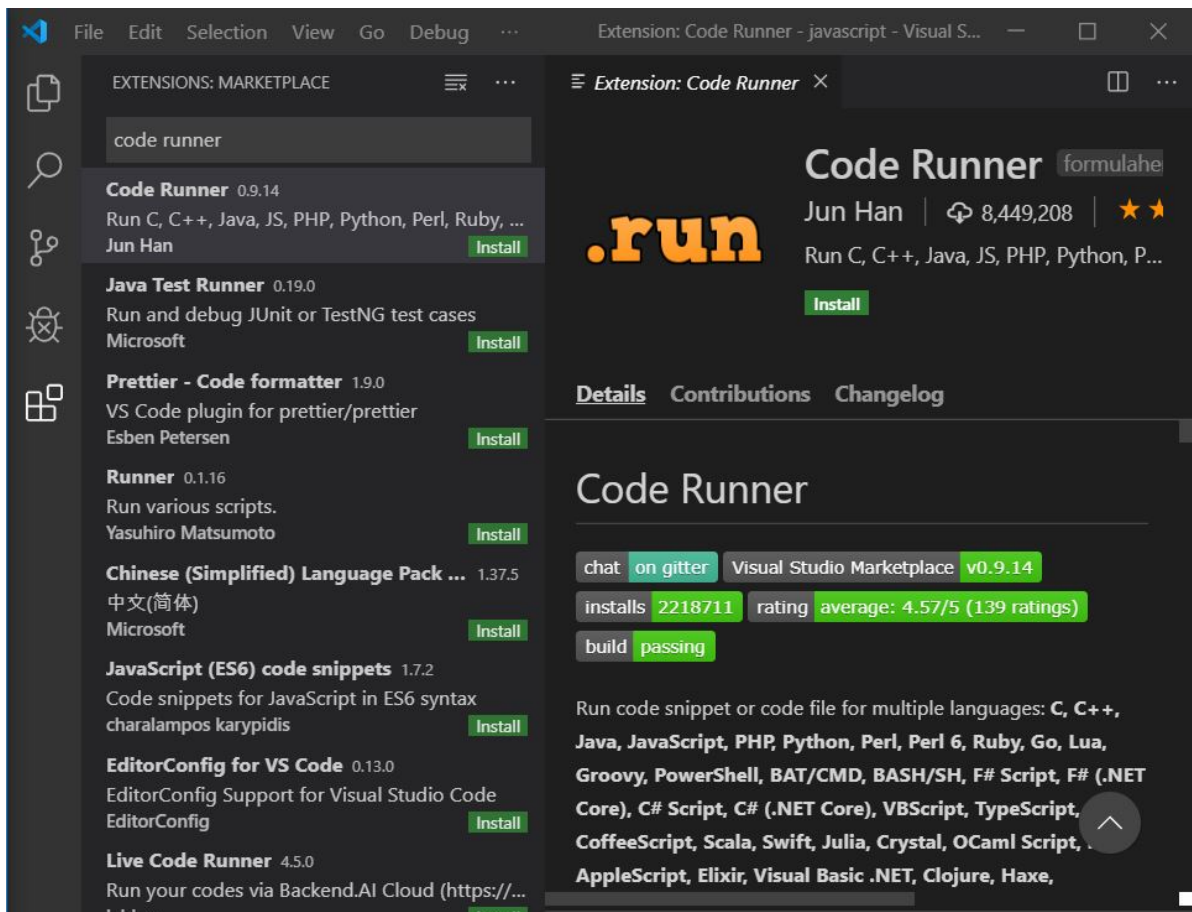 File Edit Selection View Go Debug ··· Extension: Code Runner - javascript - Visual S...
EXTENSIONS: MARKETPLACE
code runner
Code Runner 0.9.14
Run C, C++, Java, JS, PHP, Python, Perl, Ruby, ...
Jun Han Install
Java Test Runner 0.19.0
Run and debug JUnit or TestNG test cases
Microsoft Install
Prettier - Code formatter 1.9.0
VS Code plugin for prettier/prettier
Esben Petersen Install
Runner 0.1.16
Run various scripts.
Yasuhiro Matsumoto Install
Chinese (Simplified) Language Pack ... 1.37.5
中文(简体)
Microsoft Install
JavaScript (ES6) code snippets 1.7.2
Code snippets for JavaScript in ES6 syntax
charalampos karypidis Install
EditorConfig for VS Code 0.13.0
EditorConfig Support for Visual Studio Code
EditorConfig Install
Live Code Runner 4.5.0
Run your codes via Backend.AI Cloud (https://...
Extension: Code Runner
.run
Code Runner formulahe
Jun Han 8,449,208
Run C, C++, Java, JS, PHP, Python, P...
Install
Details Contributions Changelog
Code Runner
chat on gitter Visual Studio Marketplace v0.9.14
installs 2218711 rating average: 4.57/5 (139 ratings)
build passing
Run code snippet or code file for multiple languages: C, C++,
Java, JavaScript, PHP, Python, Perl, Perl 6, Ruby, Go, Lua,
Groovy, PowerShell, BAT/CMD, BASH/SH, F# Script, F# (.NET
Core), C# Script, C# (.NET Core), VBScript, TypeScript,
CoffeeScript, Scala, Swift, Julia, Crystal, OCaml Script,
AppleScript, Elixir, Visual Basic .NET, Clojure, Haxe,